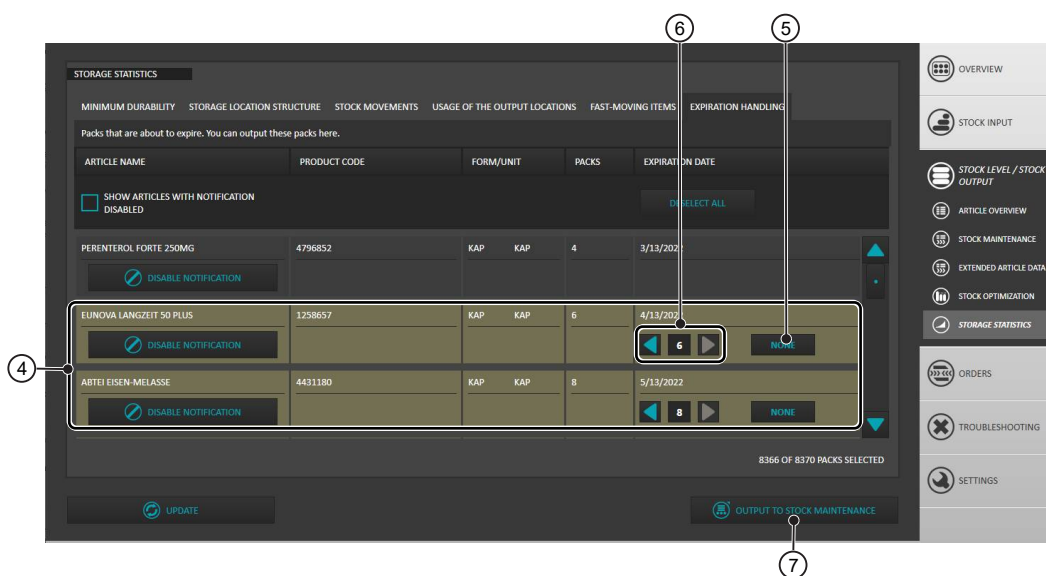 6 5
STORAGE STATISTICS
MINIMUM DURABILITY STORAGE LOCATION STRUCTURE STOCK MOVEMENTS USAGE OF THE OUTPUT LOCATIONS FAST-MOVING ITEMS EXPIRATION HANDLING
Packs that are about to expire. You can output these packs here.
ARTICLE NAME PRODUCT CODE FORM/UNIT PACKS EXPIRATION DATE
SHOW ARTICLES WITH NOTIFICATION
DISABLED
DESELECT ALL
PERENTEROL FORTE 250MG 4796852 KAP KAP 4 3/13/2022
DISABLE NOTIFICATION
EUNOVA LANGZEIT 50 PLUS 1258657 KAP KAP 6 4/13/2022
DISABLE NOTIFICATION 6 NONE
4
ABTEI EISEN-MELASSE 4431180 KAP KAP 8 5/13/2022
DISABLE NOTIFICATION 8 NONE
8366 OF 8370 PACKS SELECTED
UPDATE OUTPUT TO STOCK MAINTENANCE
7
OVERVIEW
STOCK INPUT
STOCK LEVEL / STOCK
OUTPUT
ARTICLE OVERVIEW
STOCK MAINTENANCE
EXTENDED ARTICLE DATA
STOCK OPTIMIZATION
STORAGE STATISTICS
ORDERS
TROUBLESHOOTING
SETTINGS